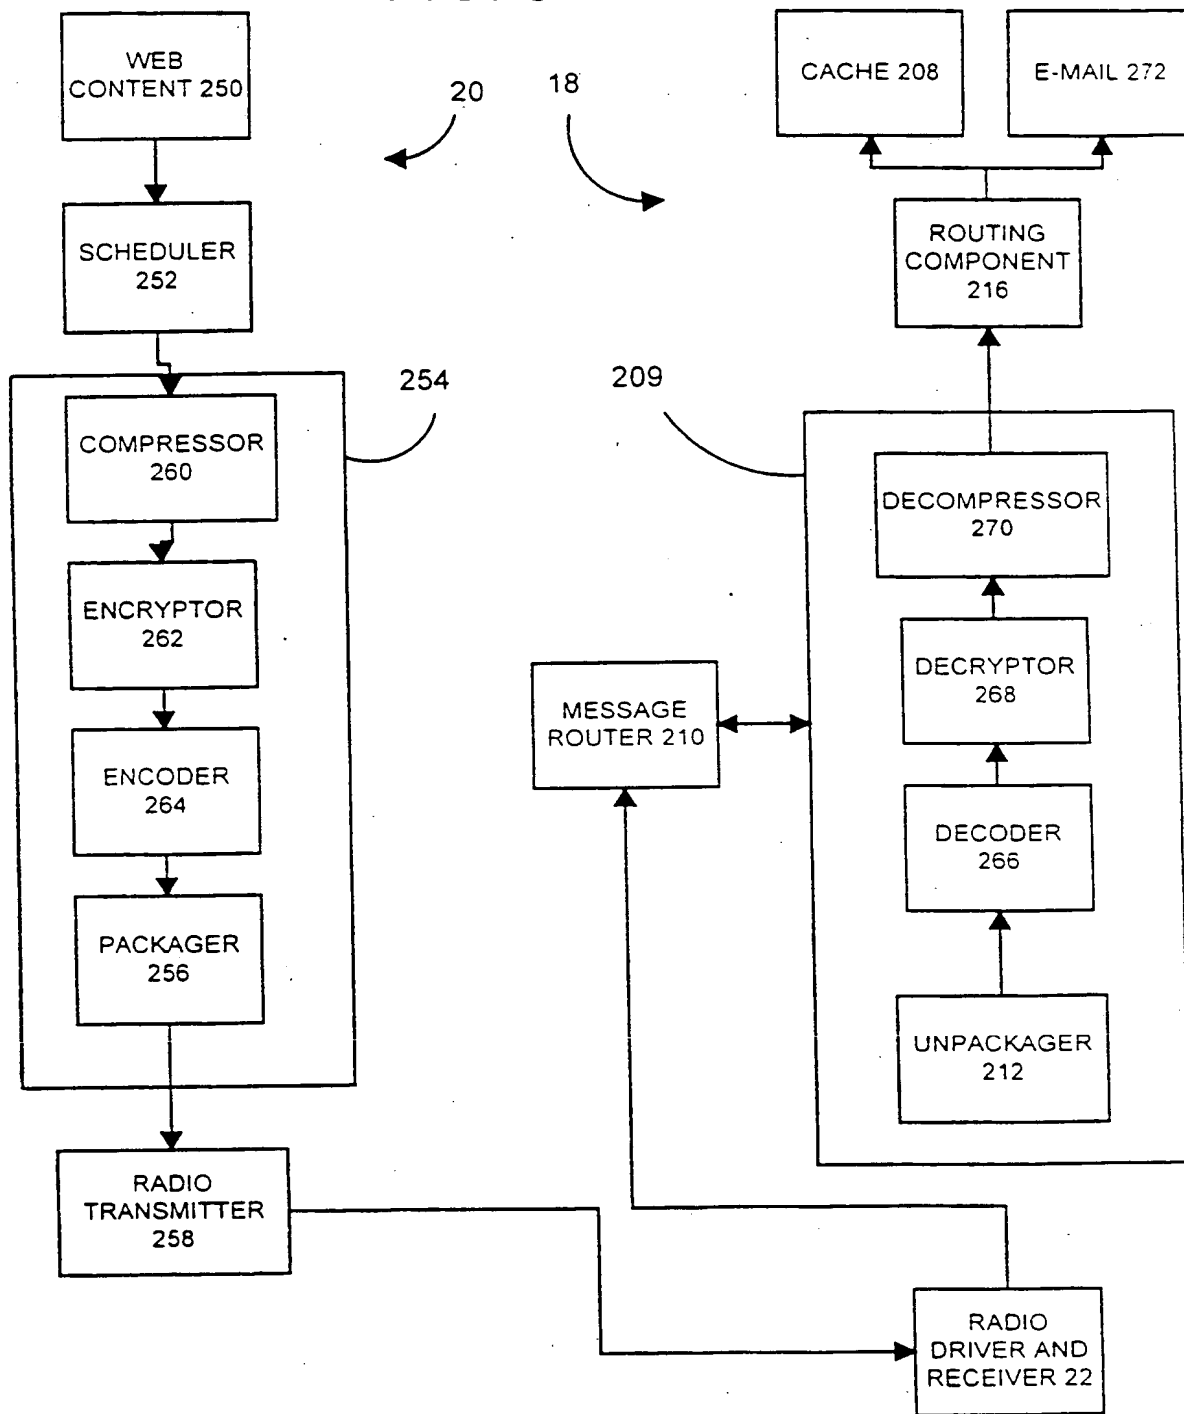 WEB
CONTENT 250
20
18
CACHE 208
E-MAIL 272
SCHEDULER
252
ROUTING
COMPONENT
216
254
209
COMPRESSOR
260
DECOMPRESSOR
270
ENCRYPTOR
262
DECRYPTOR
268
MESSAGE
ROUTER 210
ENCODER
264
DECODER
266
PACKAGER
256
UNPACKAGER
212
RADIO
TRANSMITTER
258
RADIO
DRIVER AND
RECEIVER 22